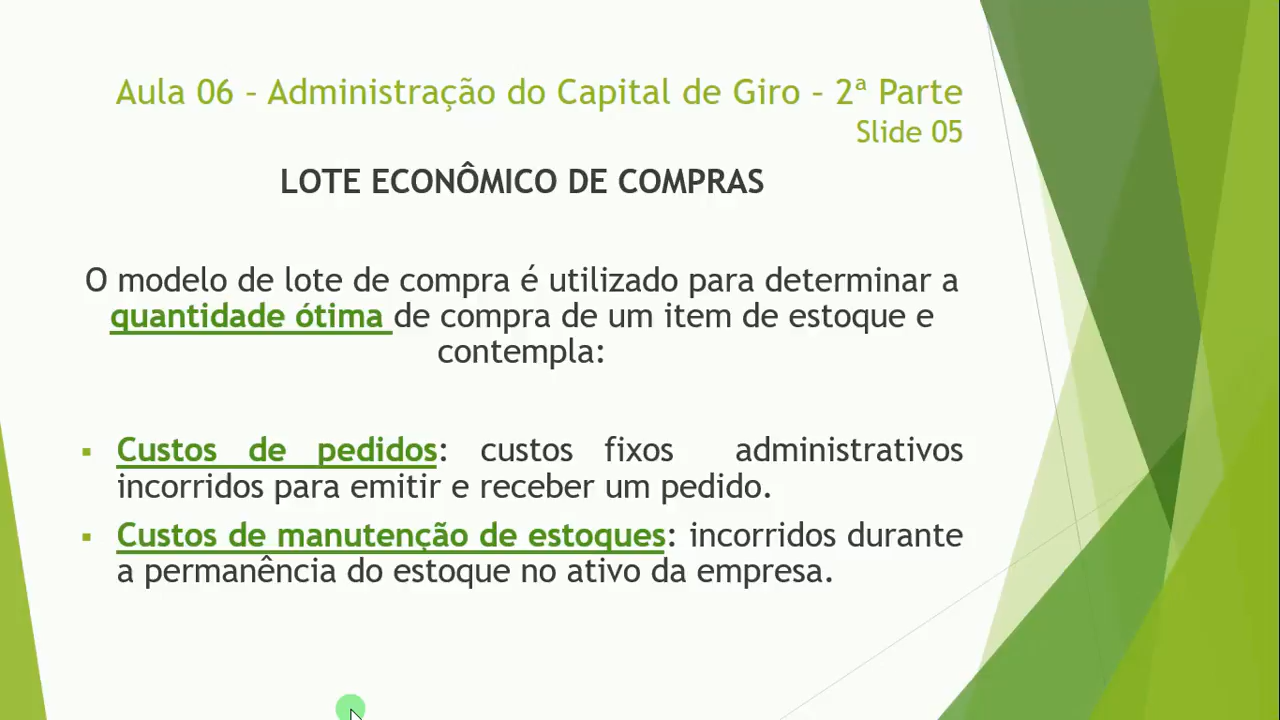 Aula 06 – Administração do Capital de Giro – 2ª Parte
Slide 05
LOTE ECONÔMICO DE COMPRAS
O modelo de lote de compra é utilizado para determinar a
quantidade ótima de compra de um item de estoque e
contempla:
▪ Custos de pedidos: custos fixos administrativos
incorridos para emitir e receber um pedido.
▪ Custos de manutenção de estoques: incorridos durante
a permanência do estoque no ativo da empresa.